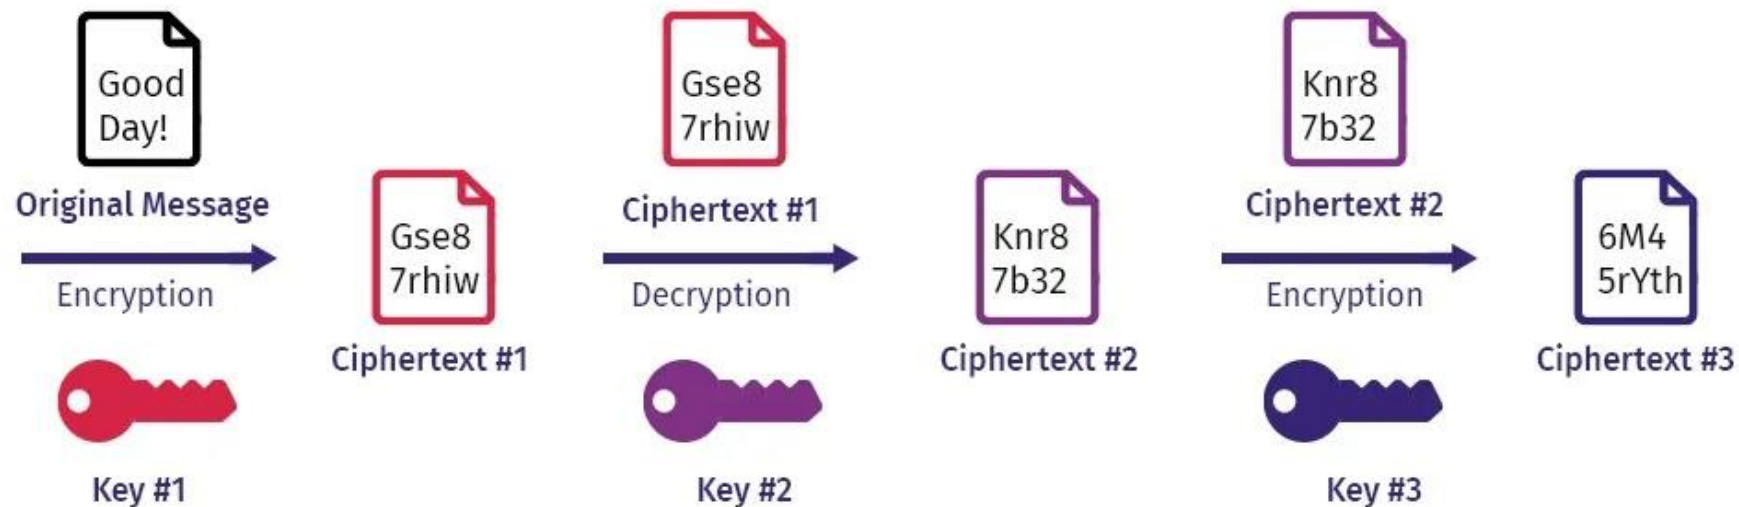 Good
Day!
Original Message
Encryption
Key #1
Gse8
7rhiw
Ciphertext #1
Gse8
7rhiw
Ciphertext #1
Decryption
Key #2
Knr8
7b32
Ciphertext #2
Knr8
7b32
Ciphertext #2
Encryption
Key #3
6M4
5rYth
Ciphertext #3